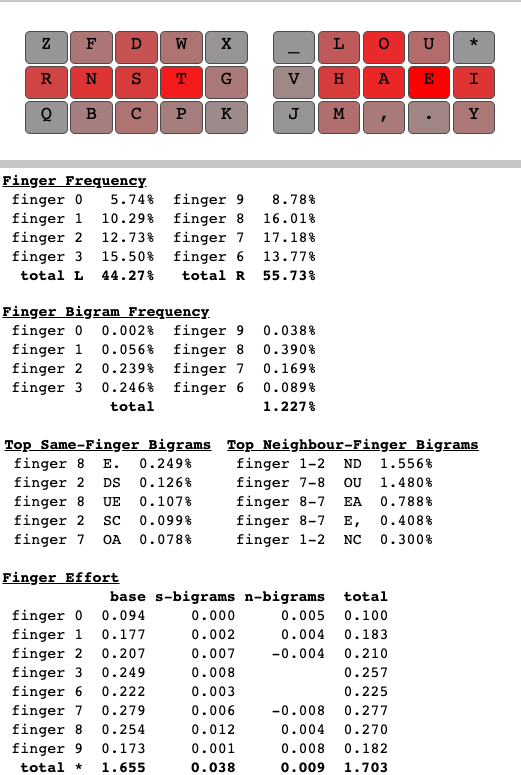 Z F D W X _ L O U *
R N S T G V H A E I
Q B C P K J M , . Y
Finger Frequency
finger 0 5.74% finger 9 8.78%
finger 1 10.29% finger 8 16.01%
finger 2 12.73% finger 7 17.18%
finger 3 15.50% finger 6 13.77%
total L 44.27% total R 55.73%
Finger Bigram Frequency
finger 0 0.002% finger 9 0.038%
finger 1 0.056% finger 8 0.390%
finger 2 0.239% finger 7 0.169%
finger 3 0.246% finger 6 0.089%
total 1.227%
Top Same-Finger Bigrams Top Neighbour-Finger Bigrams
finger 8 E. 0.249% finger 1-2 ND 1.556%
finger 2 DS 0.126% finger 7-8 OU 1.480%
finger 8 UE 0.107% finger 8-7 EA 0.788%
finger 2 SC 0.099% finger 8-7 E, 0.408%
finger 7 OA 0.078% finger 1-2 NC 0.300%
Finger Effort
base s-bigrams n-bigrams total
finger 0 0.094 0.000 0.005 0.100
finger 1 0.177 0.002 0.004 0.183
finger 2 0.207 0.007 -0.004 0.210
finger 3 0.249 0.008 0.257
finger 6 0.222 0.003 0.225
finger 7 0.279 0.006 -0.008 0.277
finger 8 0.254 0.012 0.004 0.270
finger 9 0.173 0.001 0.008 0.182
total * 1.655 0.038 0.009 1.703